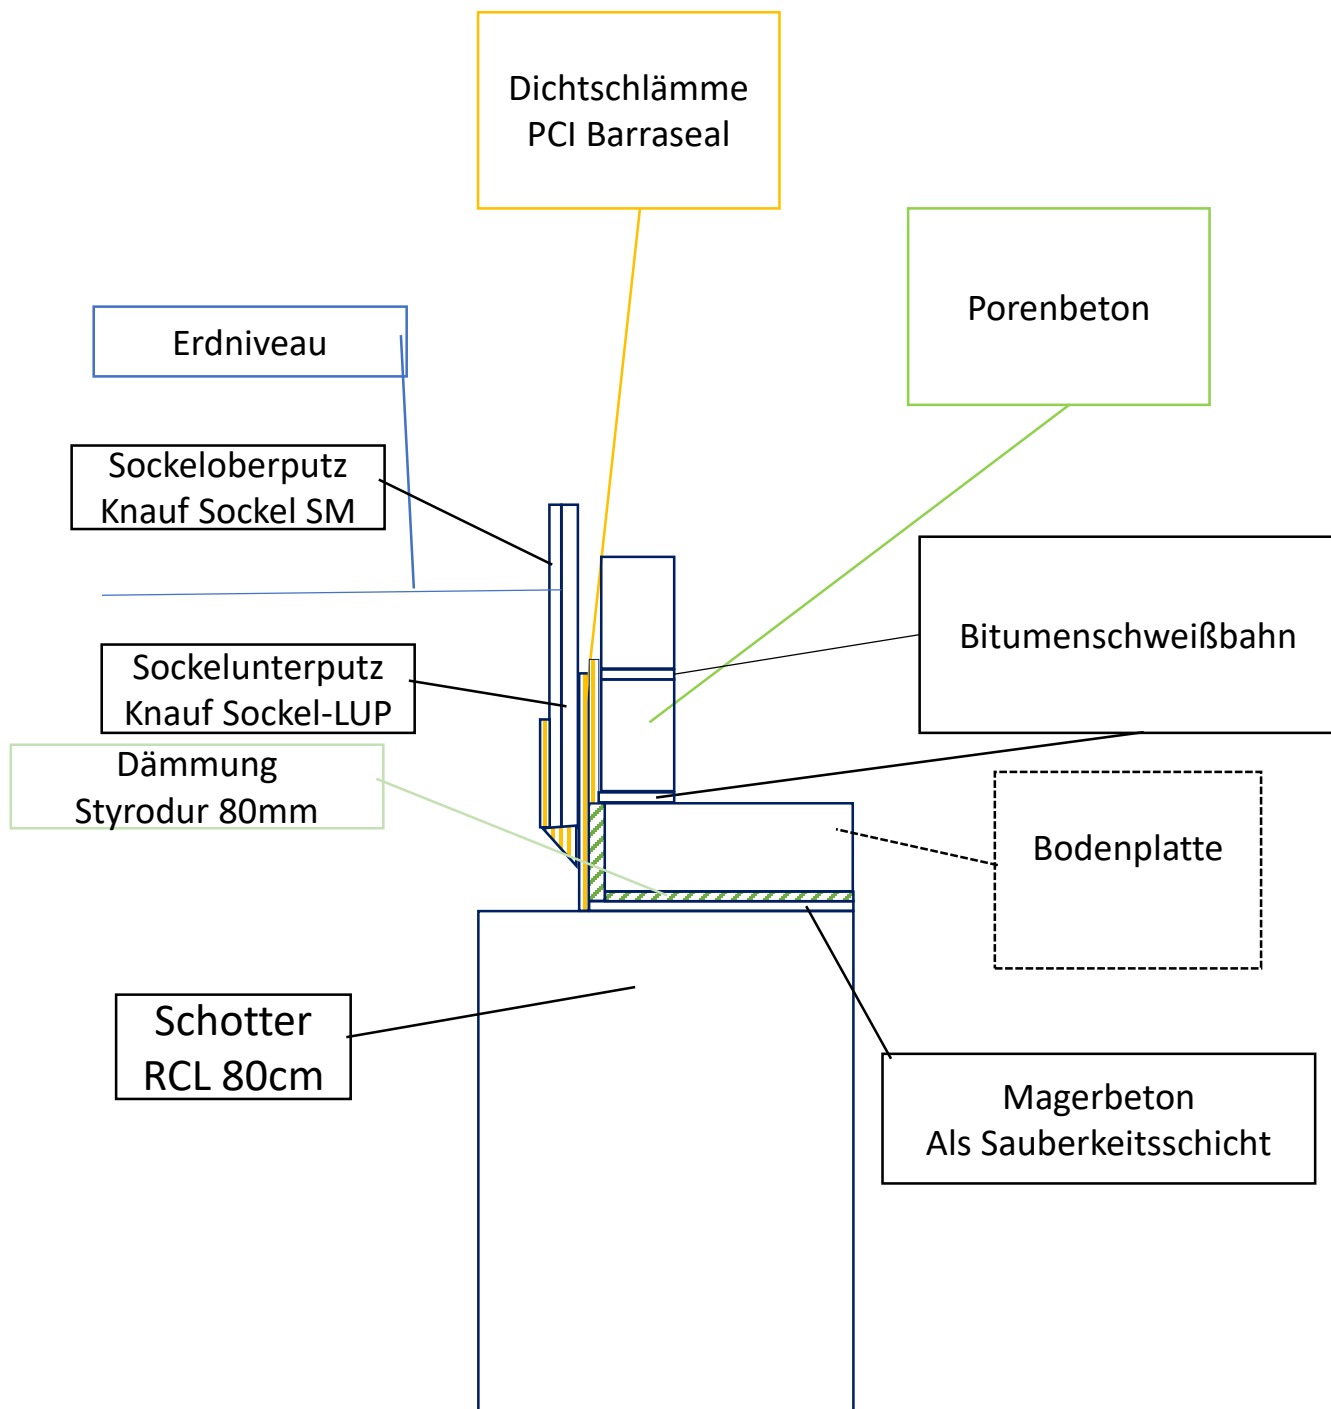 Dichtschlämme
PCI Barraseal
Porenbeton
Erdniveau
Sockeloberputz
Knauf Sockel SM
Bitumenschweißbahn
Sockelunterputz
Knauf Sockel-LUP
Dämmung
Styrodur 80mm
Bodenplatte
Schotter
RCL 80cm
Magerbeton
Als Sauberkeitsschicht